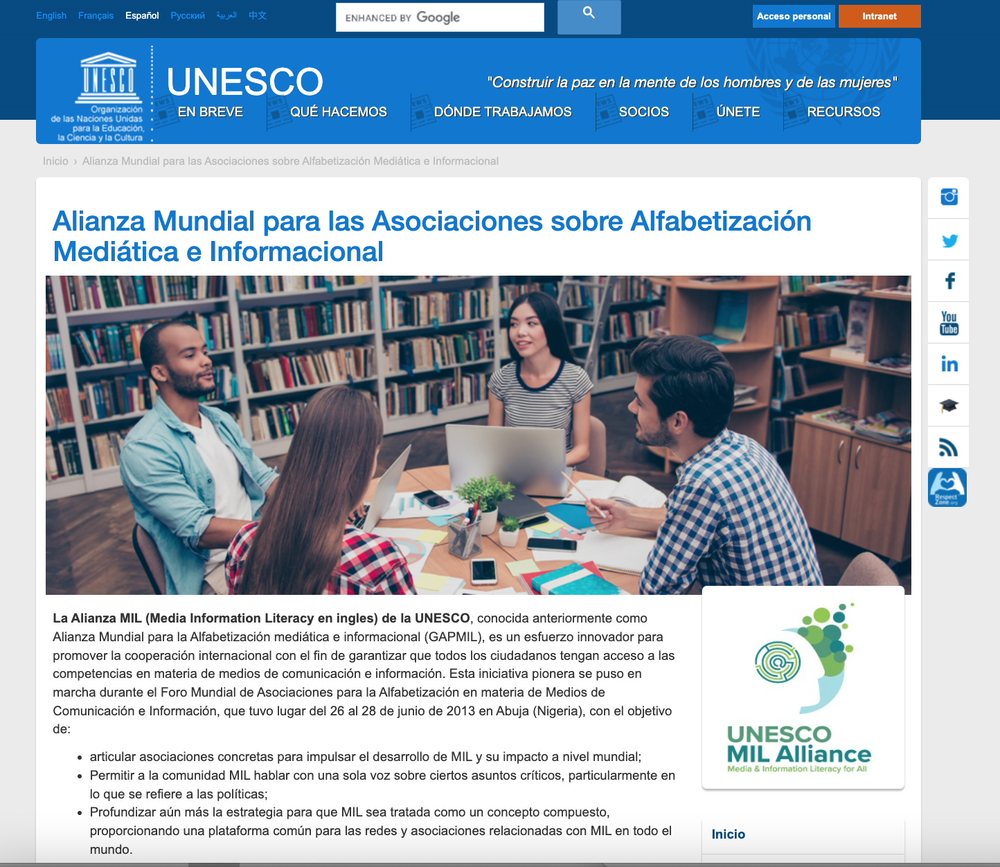 English Français Español Русский العربية 中文
ENHANCED BY Google
Acceso personal Intranet
UNESCO
Organización
de las Naciones Unidas
para la Educación,
la Ciencia y la Cultura
UNESCO
"Construir la paz en la mente de los hombres y de las mujeres"
EN BREVE QUÉ HACEMOS DÓNDE TRABAJAMOS SOCIOS ÚNETE RECURSOS
Inicio › Alianza Mundial para las Asociaciones sobre Alfabetización Mediática e Informacional
Alianza Mundial para las Asociaciones sobre Alfabetización
Mediática e Informacional
You
Tube
in
Respect
Zone.org
La Alianza MIL (Media Information Literacy en ingles) de la UNESCO, conocida anteriormente como
Alianza Mundial para la Alfabetización mediática e informacional (GAPMIL), es un esfuerzo innovador para
promover la cooperación internacional con el fin de garantizar que todos los ciudadanos tengan acceso a las
competencias en materia de medios de comunicación e información. Esta iniciativa pionera se puso en
marcha durante el Foro Mundial de Asociaciones para la Alfabetización en materia de Medios de
Comunicación e Información, que tuvo lugar del 26 al 28 de junio de 2013 en Abuja (Nigeria), con el objetivo
de:
• articular asociaciones concretas para impulsar el desarrollo de MIL y su impacto a nivel mundial;
• Permitir a la comunidad MIL hablar con una sola voz sobre ciertos asuntos críticos, particularmente en
lo que se refiere a las políticas;
• Profundizar aún más la estrategia para que MIL sea tratada como un concepto compuesto,
proporcionando una plataforma común para las redes y asociaciones relacionadas con MIL en todo el
mundo.
UNESCO
MIL Alliance
Media & Information Literacy for All
Inicio